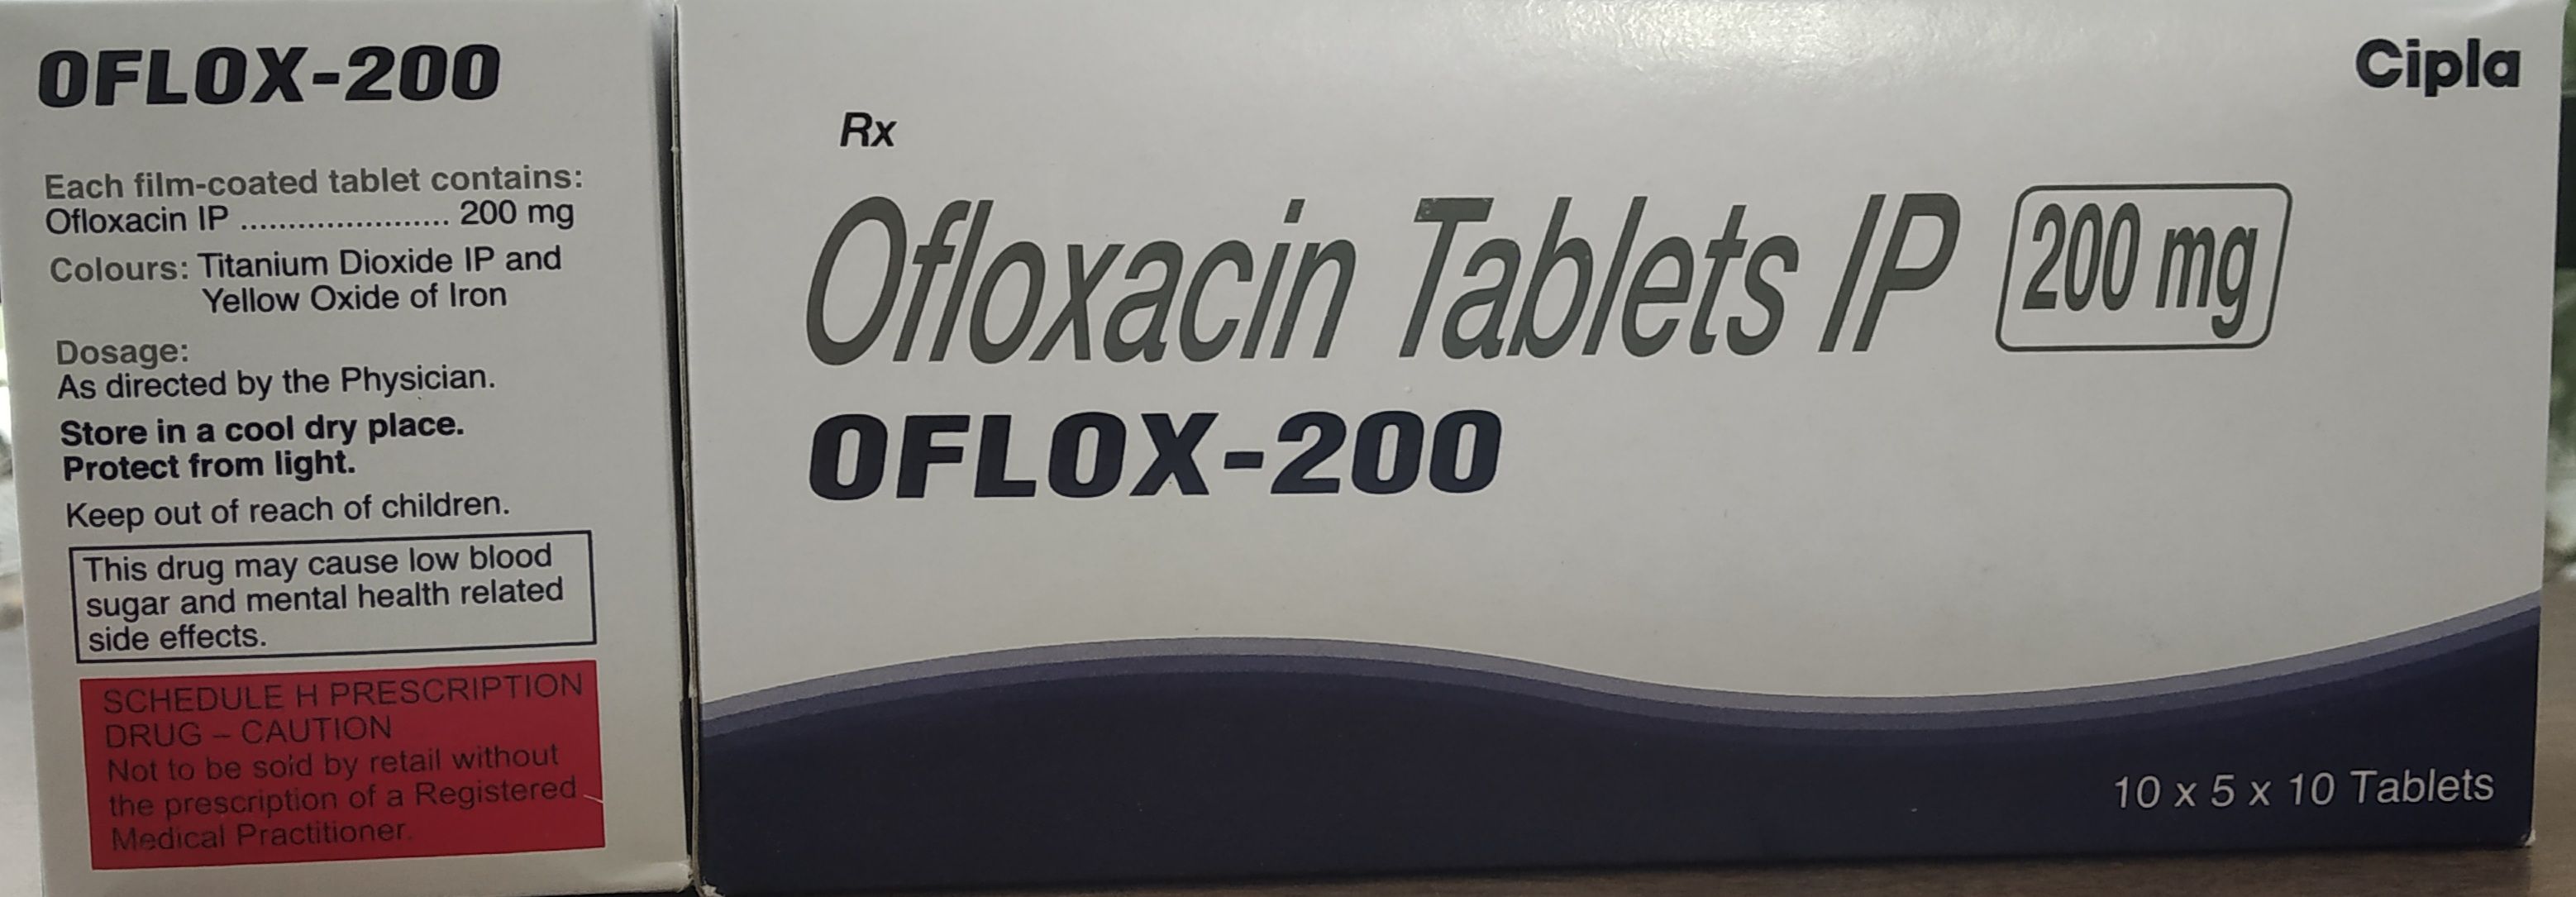 OFLOX-200
Each film-coated tablet contains:
Ofloxacin IP ...................... 200 mg
Colours: Titanium Dioxide IP and
Yellow Oxide of Iron
Dosage:
As directed by the Physician.
Store in a cool dry place.
Protect from light.
Keep out of reach of children.
This drug may cause low blood
sugar and mental health related
side effects.
SCHEDULE H PRESCRIPTION
DRUG – CAUTION
Not to be sold by retail without
the prescription of a Registered
Medical Practitioner.
Cipla
Rx
Ofloxacin Tablets IP 200 mg
OFLOX-200
10 x 5 x 10 Tablets